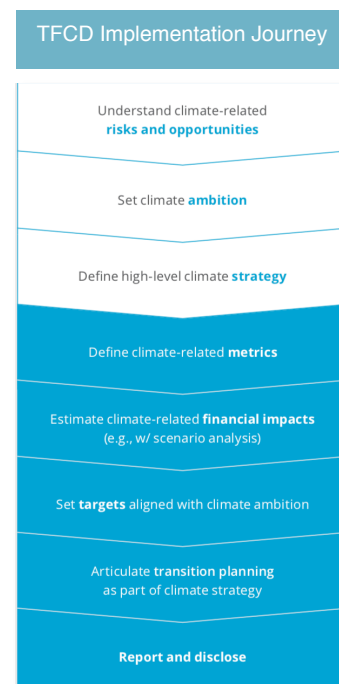 TFCD Implementation Journey
Understand climate-related
risks and opportunities
Set climate ambition
Define high-level climate strategy
Define climate-related metrics
Estimate climate-related financial impacts
(e.g., w/ scenario analysis)
Set targets aligned with climate ambition
Articulate transition planning
as part of climate strategy
Report and disclose